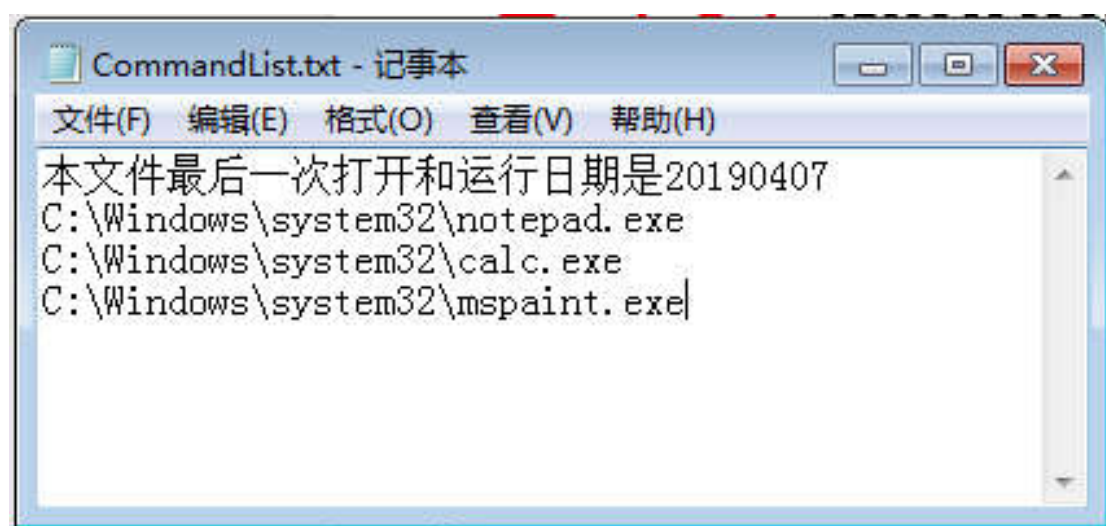 CommandList.txt - 记事本
文件(F) 编辑(E) 格式(O) 查看(V) 帮助(H)
本文件最后一次打开和运行日期是20190407
C:\Windows\system32\notepad.exe
C:\Windows\system32\calc.exe
C:\Windows\system32\mspaint.exe